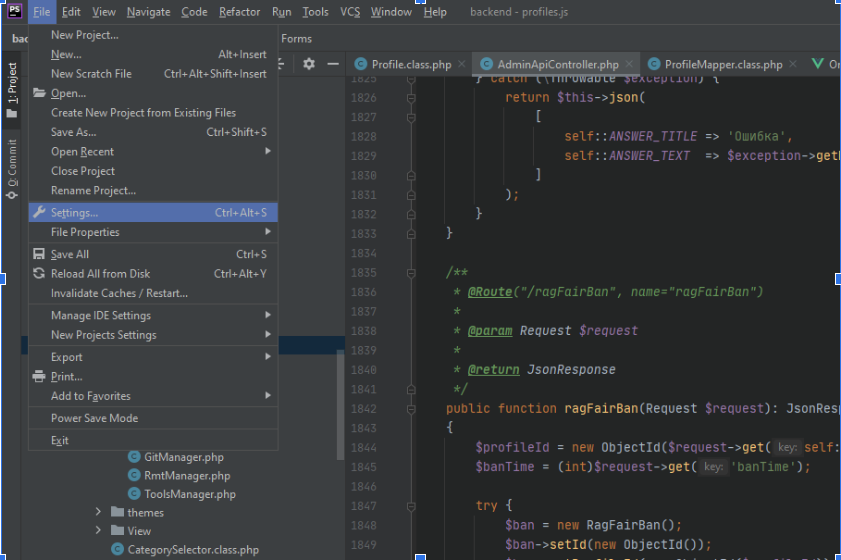 PS File Edit View Navigate Code Refactor Run Tools VCS Window Help backend - profiles.js
bac Forms
New Project...
New... Alt+Insert
New Scratch File Ctrl+Alt+Shift+Insert
Open...
Create New Project from Existing Files
Save As... Ctrl+Shift+S
Open Recent
Close Project
Rename Project...
Settings... Ctrl+Alt+S
File Properties
Save All Ctrl+S
Reload All from Disk Ctrl+Alt+Y
Invalidate Caches / Restart...
Manage IDE Settings
New Projects Settings
Export
Print...
Add to Favorites
Power Save Mode
Exit
1: Project
0: Commit
GitManager.php
RmtManager.php
ToolsManager.php
themes
View
CategorySelector.class.php
Profile.class.php AdminApiController.php ProfileMapper.class.php Or
1825 } catch (\Throwable $exception) {
1826 return $this->json(
1827 [
1828 self::ANSWER_TITLE => 'Ошибка',
1829 self::ANSWER_TEXT => $exception->getM
1830 ]
1831 );
1832 }
1833 }
1834
1835 /**
1836 * @Route("/ragFairBan", name="ragFairBan")
1837 *
1838 * @param Request $request
1839 *
1840 * @return JsonResponse
1841 */
1842 public function ragFairBan(Request $request): JsonResp
1843 {
1844 $profileId = new ObjectId($request->get( key: self:
1845 $banTime = (int)$request->get( key: 'banTime');
1846
1847 try {
1848 $ban = new RagFairBan();
1849 $ban->setId(new ObjectId());